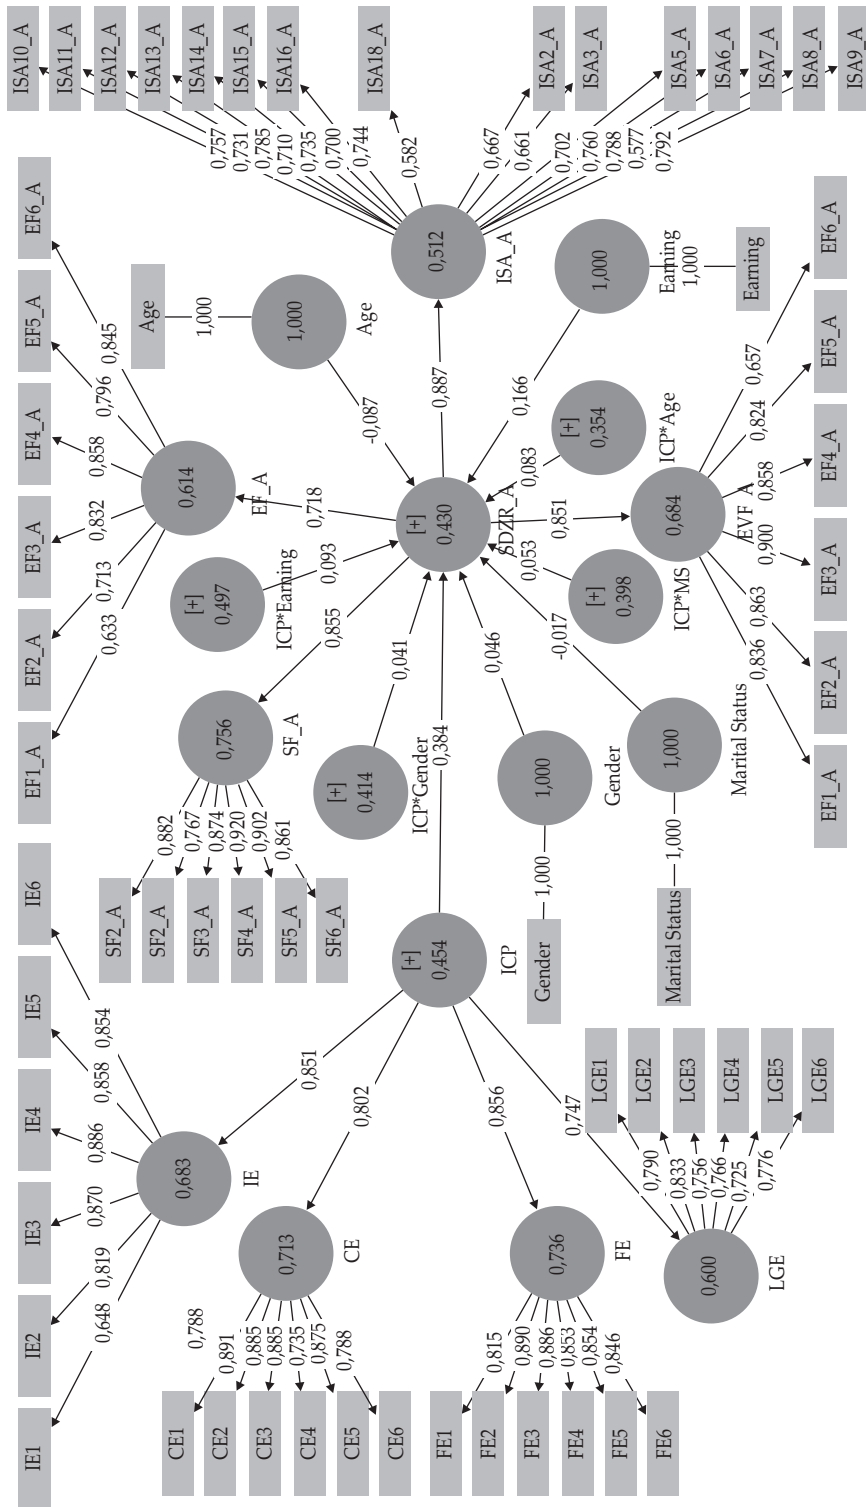 IE1
IE2
IE3
IE4
IE5
IE6
0,648
0,819
0,870
0,886
0,858
0,854
0,683
IE
0,851
CE1
CE2
CE3
CE4
CE5
CE6
0,788
0,891
0,885
0,885
0,735
0,875
0,788
0,713
CE
0,802
FE1
FE2
FE3
FE4
FE5
FE6
0,815
0,890
0,886
0,853
0,854
0,846
0,736
FE
0,856
LGE1
LGE2
LGE3
LGE4
LGE5
LGE6
0,790
0,833
0,756
0,766
0,725
0,776
0,600
LGE
0,747
[+]
0,454
ICP
0,384
SF2_A
SF2_A
SF3_A
SF4_A
SF5_A
SF6_A
0,882
0,767
0,874
0,920
0,902
0,861
0,756
SF_A
0,855
[+]
0,414
ICP*Gender
0,041
Gender
1,000
1,000
Gender
0,046
Marital Status
1,000
1,000
Marital Status
-0,017
EF1_A
EF2_A
EF3_A
EF4_A
EF5_A
EF6_A
0,633
0,713
0,832
0,858
0,796
0,845
0,614
EF_A
0,718
[+]
0,497
ICP*Earning
0,093
[+]
0,430
SDZR_A
[+]
0,398
ICP*MS
0,053
[+]
0,354
ICP*Age
0,083
0,851
0,684
EVF_A
0,836
0,863
0,900
0,858
0,824
0,657
EF1_A
EF2_A
EF3_A
EF4_A
EF5_A
EF6_A
Age
1,000
1,000
Age
-0,087
0,887
0,512
ISA_A
1,000
Earning
1,000
Earning
0,166
0,757
0,731
0,785
0,710
0,735
0,700
0,744
0,582
0,667
0,661
0,702
0,760
0,788
0,577
0,792
ISA10_A
ISA11_A
ISA12_A
ISA13_A
ISA14_A
ISA15_A
ISA16_A
ISA18_A
ISA2_A
ISA3_A
ISA5_A
ISA6_A
ISA7_A
ISA8_A
ISA9_A